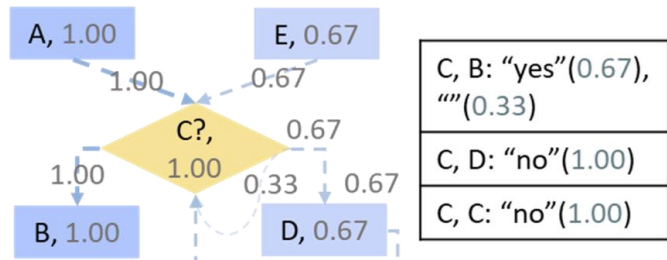 A, 1.00
E, 0.67
1.00
0.67
C?,
1.00
0.67
1.00
0.33
0.67
B, 1.00
D, 0.67
C, B: “yes”(0.67),
“”(0.33)
C, D: “no”(1.00)
C, C: “no”(1.00)